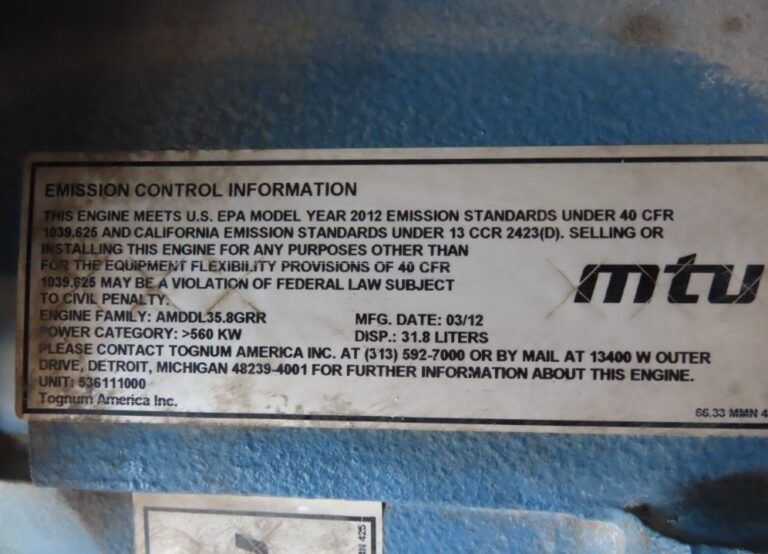 EMISSION CONTROL INFORMATION
THIS ENGINE MEETS U.S. EPA MODEL YEAR 2012 EMISSION STANDARDS UNDER 40 CFR
1039.625 AND CALIFORNIA EMISSION STANDARDS UNDER 13 CCR 2423(D). SELLING OR
INSTALLING THIS ENGINE FOR ANY PURPOSES OTHER THAN
FOR THE EQUIPMENT FLEXIBILITY PROVISIONS OF 40 CFR
1039.625 MAY BE A VIOLATION OF FEDERAL LAW SUBJECT
TO CIVIL PENALTY.
mtu
ENGINE FAMILY: AMDDL35.8GRR MFG. DATE: 03/12
POWER CATEGORY: >560 KW DISP.: 31.8 LITERS
PLEASE CONTACT TOGNUM AMERICA INC. AT (313) 592-7000 OR BY MAIL AT 13400 W OUTER
DRIVE, DETROIT, MICHIGAN 48239-4001 FOR FURTHER INFORMATION ABOUT THIS ENGINE.
UNIT: 536111000
Tognum America Inc.
66.33 MMN 4
N 425